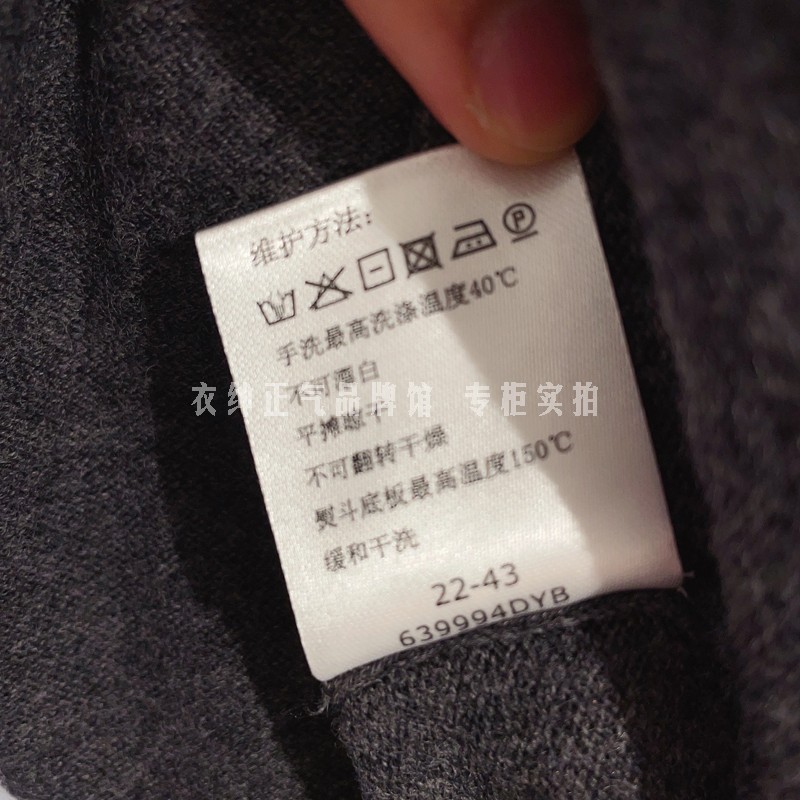 维护方法:
手洗最高洗涤温度40℃
不可漂白
衣纯正气品牌馆 专柜实拍
平摊晾干
不可翻转干燥
熨斗底板最高温度150℃
缓和干洗
22-43
639994DYB